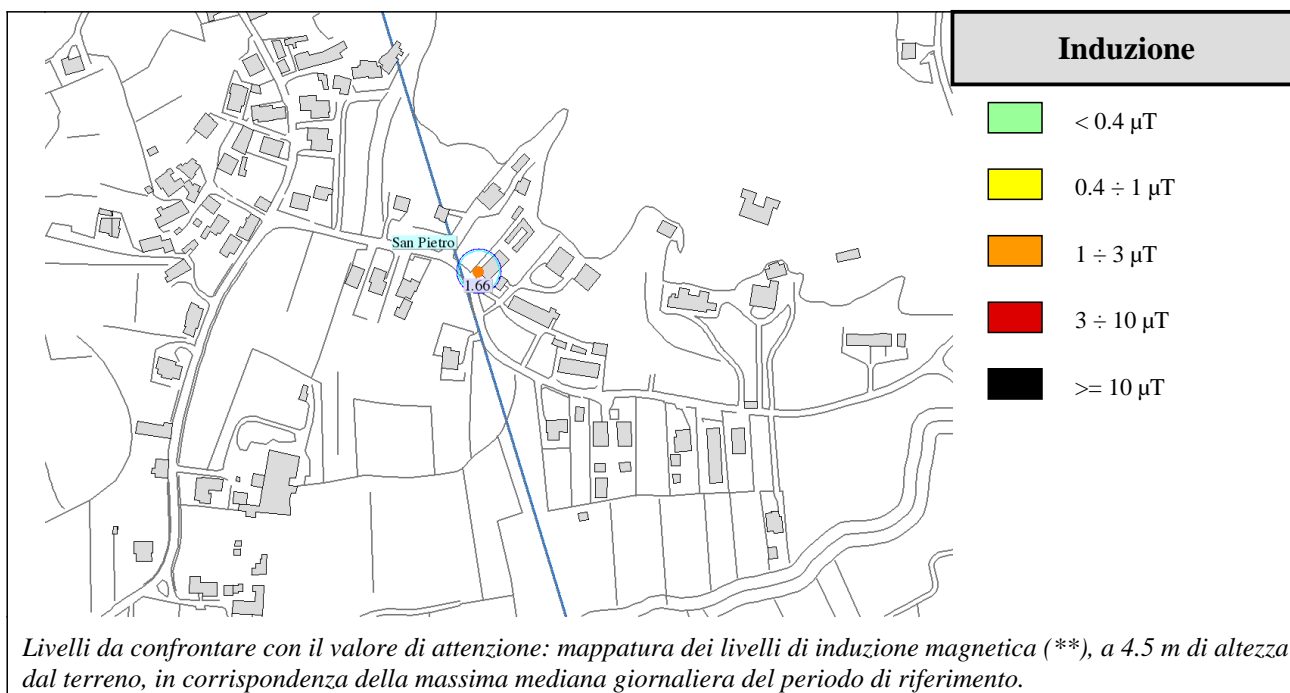 Induzione
< 0.4 µT
0.4 ÷ 1 µT
1 ÷ 3 µT
3 ÷ 10 µT
>= 10 µT
San Pietro
1.66
Livelli da confrontare con il valore di attenzione: mappatura dei livelli di induzione magnetica (**), a 4.5 m di altezza
dal terreno, in corrispondenza della massima mediana giornaliera del periodo di riferimento.